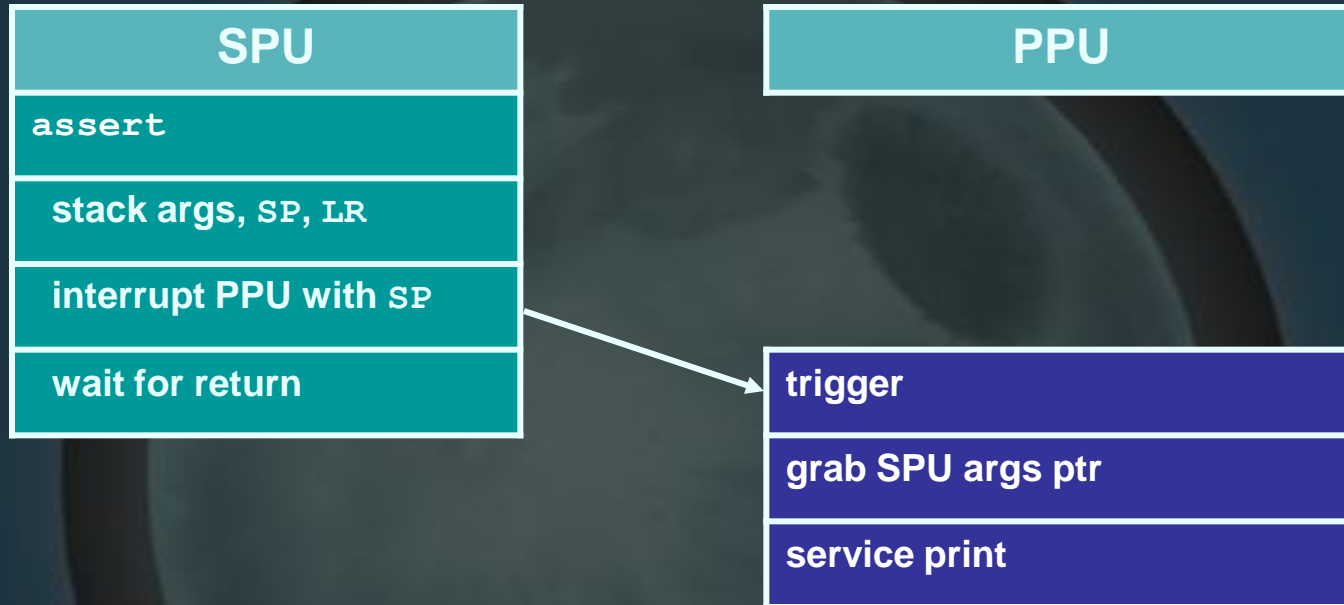 SPU
assert
stack args, SP, LR
interrupt PPU with SP
wait for return
PPU
trigger
grab SPU args ptr
service print